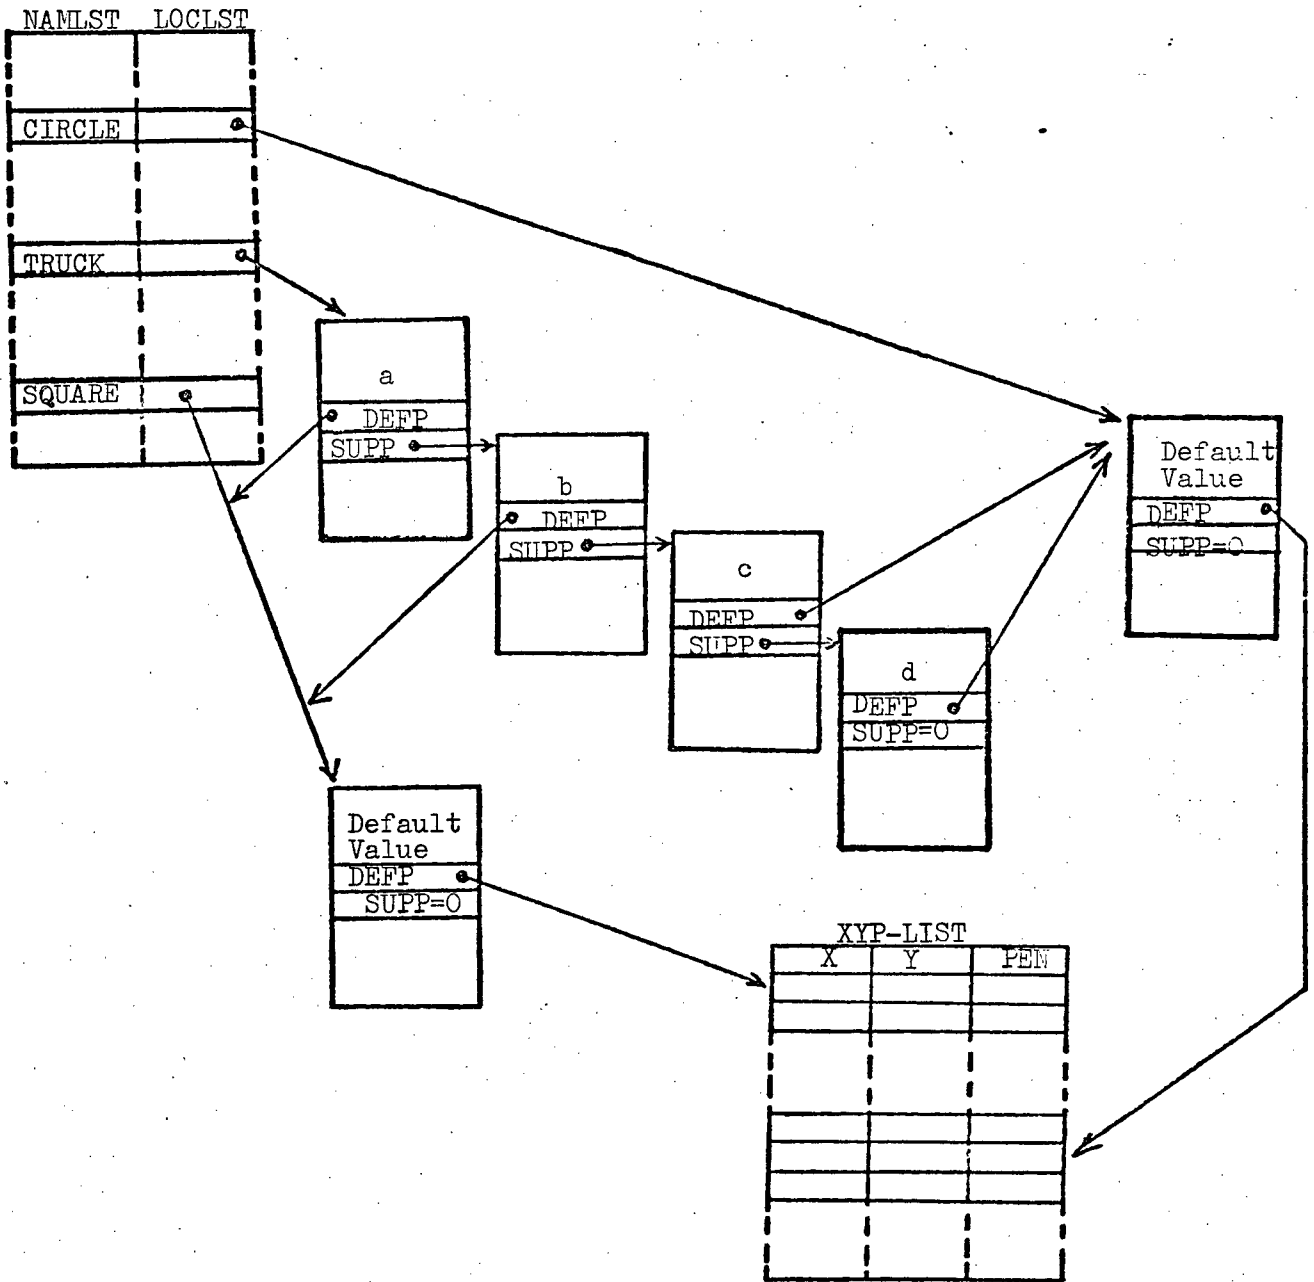 NAMLST LOCLST
CIRCLE
TRUCK
SQUARE
a
DEFP
SUPP
b
DEFP
SUPP
c
DEFP
SUPP
d
DEFP
SUPP=0
Default
Value
DEFP
SUPP=0
Default
Value
DEFP
SUPP=0
XYP-LIST
X Y PEN